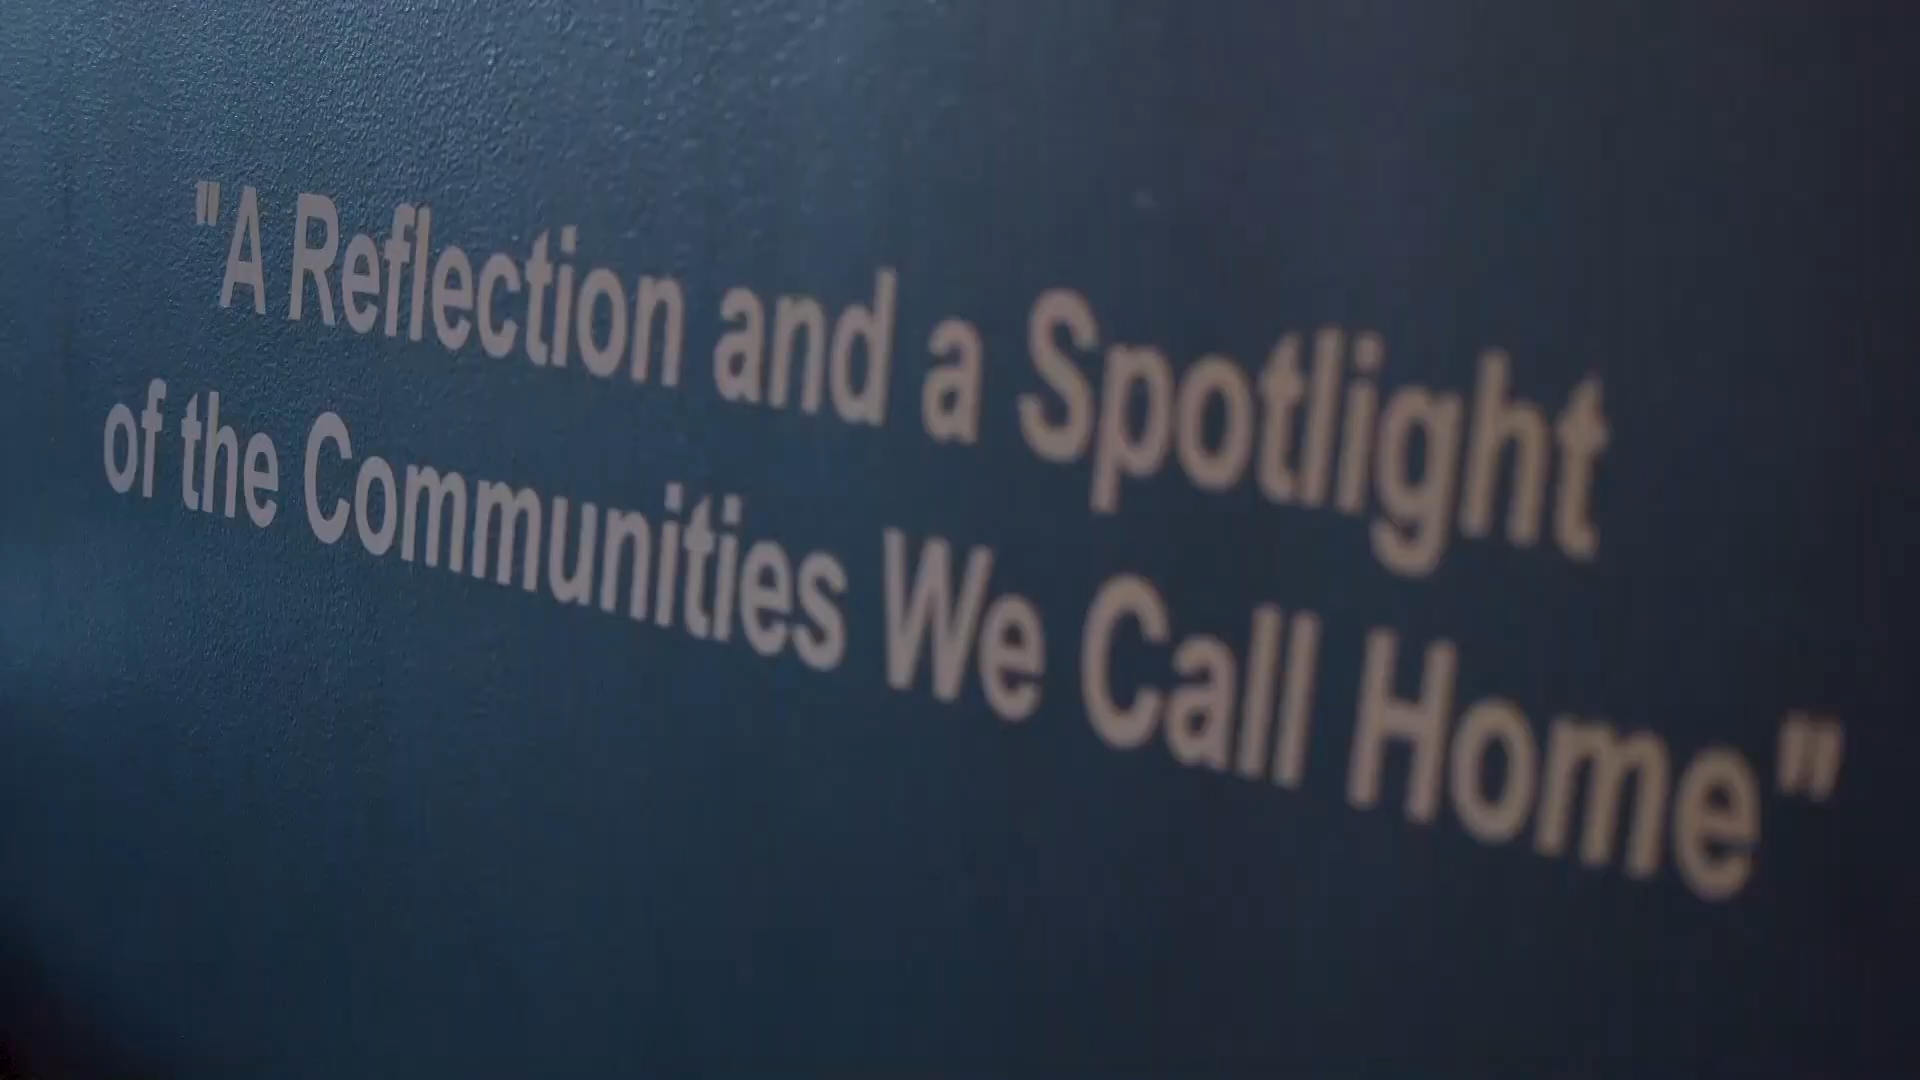 "A Reflection and a Spotlight
of the Communities We Call Home"